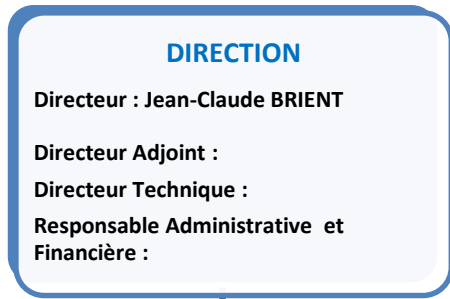 DIRECTION
Directeur : Jean-Claude BRIENT
Directeur Adjoint :
Directeur Technique :
Responsable Administrative et
Financière :